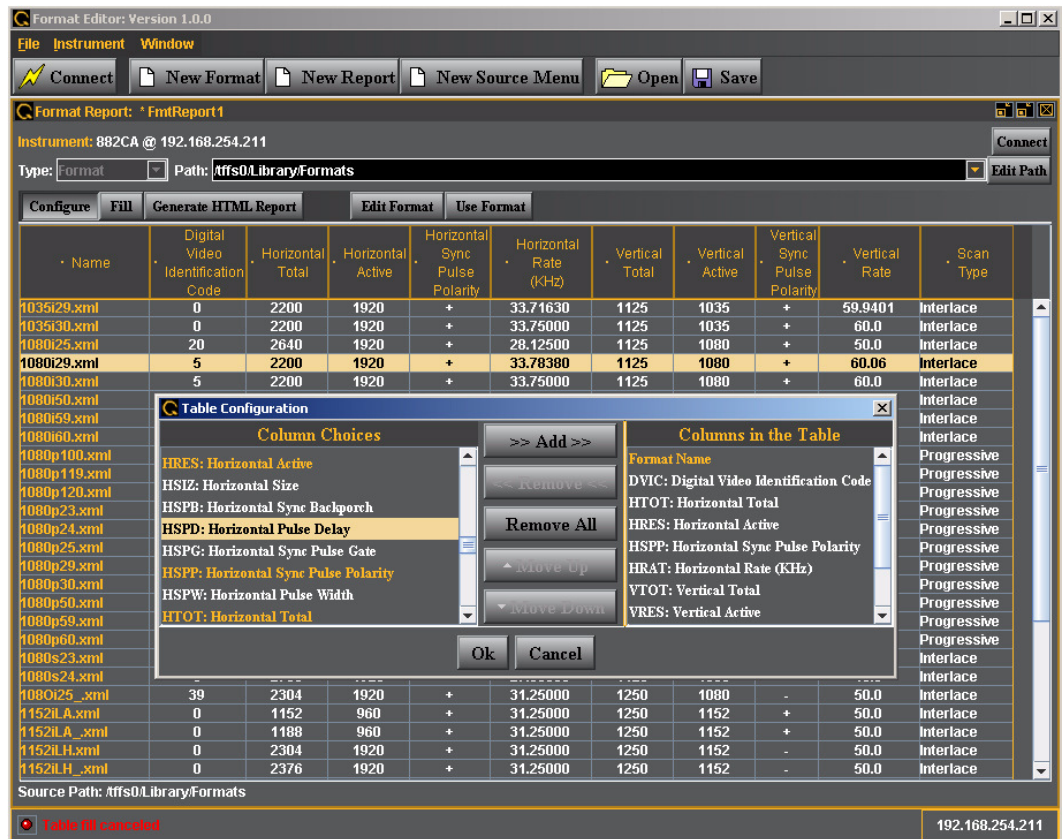 Format Editor: Version 1.0.0
File Instrument Window
Connect New Format New Report New Source Menu Open Save
Format Report: * FmtReport1
Instrument: 882CA @ 192.168.254.211 Connect
Type: Format Path: /tffs0/Library/Formats Edit Path
Configure Fill Generate HTML Report Edit Format Use Format
· Name · Digital Video Identification Code · Horizontal Total · Horizontal Active · Horizontal Sync Pulse Polarity · Horizontal Rate (KHz) · Vertical Total · Vertical Active · Vertical Sync Pulse Polarity · Vertical Rate · Scan Type
1035i29.xml 0 2200 1920 + 33.71630 1125 1035 + 59.9401 Interlace
1035i30.xml 0 2200 1920 + 33.75000 1125 1035 + 60.0 Interlace
1080i25.xml 20 2640 1920 + 28.12500 1125 1080 + 50.0 Interlace
1080i29.xml 5 2200 1920 + 33.78380 1125 1080 + 60.06 Interlace
1080i30.xml 5 2200 1920 + 33.75000 1125 1080 + 60.0 Interlace
1080i50.xml Interlace
1080i59.xml Interlace
1080i60.xml Interlace
1080p100.xml Progressive
1080p119.xml Progressive
1080p120.xml Progressive
1080p23.xml Progressive
1080p24.xml Progressive
1080p25.xml Progressive
1080p29.xml Progressive
1080p30.xml Progressive
1080p50.xml Progressive
1080p59.xml Progressive
1080p60.xml Progressive
1080s23.xml Interlace
1080s24.xml Interlace
108Oi25_.xml 39 2304 1920 + 31.25000 1250 1080 - 50.0 Interlace
1152iLA.xml 0 1152 960 + 31.25000 1250 1152 + 50.0 Interlace
1152iLA_.xml 0 1188 960 + 31.25000 1250 1152 + 50.0 Interlace
1152iLH.xml 0 2304 1920 + 31.25000 1250 1152 - 50.0 Interlace
1152iLH_.xml 0 2376 1920 + 31.25000 1250 1152 - 50.0 Interlace
Table Configuration
Column Choices
HRES: Horizontal Active
HSIZ: Horizontal Size
HSPB: Horizontal Sync Backporch
HSPD: Horizontal Pulse Delay
HSPG: Horizontal Sync Pulse Gate
HSPP: Horizontal Sync Pulse Polarity
HSPW: Horizontal Pulse Width
HTOT: Horizontal Total
>> Add >>
<< Remove <<
Remove All
Move Up
Move Down
Columns in the Table
Format Name
DVIC: Digital Video Identification Code
HTOT: Horizontal Total
HRES: Horizontal Active
HSPP: Horizontal Sync Pulse Polarity
HRAT: Horizontal Rate (KHz)
VTOT: Vertical Total
VRES: Vertical Active
Ok Cancel
Source Path: /tffs0/Library/Formats
Table fill canceled 192.168.254.211